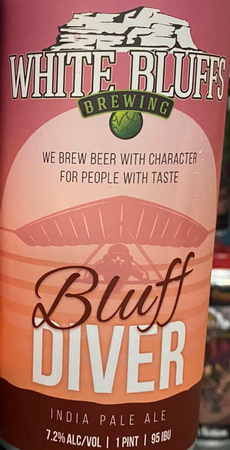 WHITE BLUFFS
BREWING
WE BREW BEER WITH CHARACTER
FOR PEOPLE WITH TASTE
Bluff
DIVER
INDIA PALE ALE
7.2% ALC/VOL | 1 PINT | 95 IBU